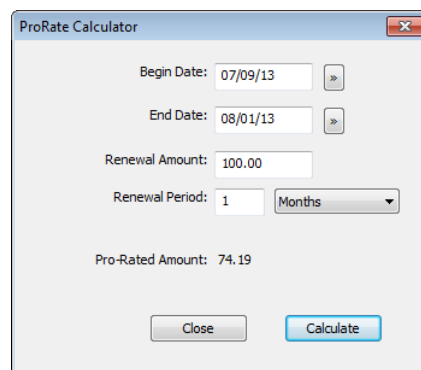 ProRate Calculator
Begin Date: 07/09/13 »
End Date: 08/01/13 »
Renewal Amount: 100.00
Renewal Period: 1 Months
Pro-Rated Amount: 74.19
Close Calculate